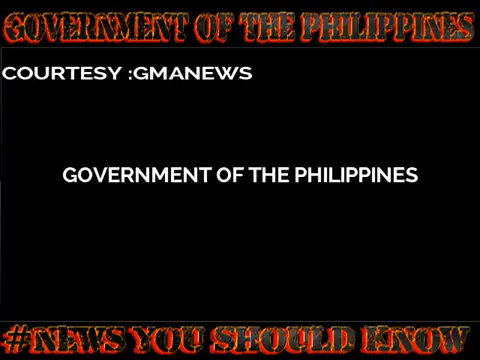 GOVERNMENT OF THE PHILIPPINES
COURTESY :GMANEWS
GOVERNMENT OF THE PHILIPPINES
#NEWS YOU SHOULD KNOW